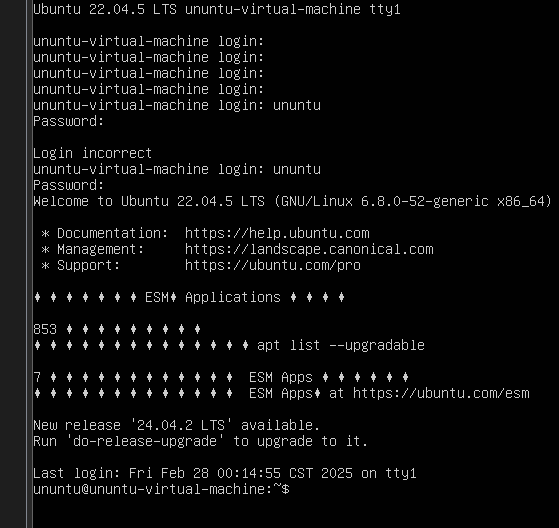 Ubuntu 22.04.5 LTS ununtu-virtual-machine tty1
ununtu-virtual-machine login:
ununtu-virtual-machine login:
ununtu-virtual-machine login:
ununtu-virtual-machine login:
ununtu-virtual-machine login: ununtu
Password:
Login incorrect
ununtu-virtual-machine login: ununtu
Password:
Welcome to Ubuntu 22.04.5 LTS (GNU/Linux 6.8.0-52-generic x86_64)
* Documentation:  https://help.ubuntu.com
* Management:     https://landscape.canonical.com
* Support:        https://ubuntu.com/pro
♦ ♦ ♦ ♦ ♦ ♦ ♦ ESM♦ Applications ♦ ♦ ♦ ♦
853 ♦ ♦ ♦ ♦ ♦ ♦ ♦ ♦ ♦
♦ ♦ ♦ ♦ ♦ ♦ ♦ ♦ ♦ ♦ ♦ ♦ ♦ ♦ apt list --upgradable
7 ♦ ♦ ♦ ♦ ♦ ♦ ♦ ♦ ♦ ♦ ♦ ♦  ESM Apps ♦ ♦ ♦ ♦ ♦ ♦
♦ ♦ ♦ ♦ ♦ ♦ ♦ ♦ ♦ ♦ ♦ ♦ ♦  ESM Apps♦ at https://ubuntu.com/esm
New release '24.04.2 LTS' available.
Run 'do-release-upgrade' to upgrade to it.
Last login: Fri Feb 28 00:14:55 CST 2025 on tty1
ununtu@ununtu-virtual-machine:~$